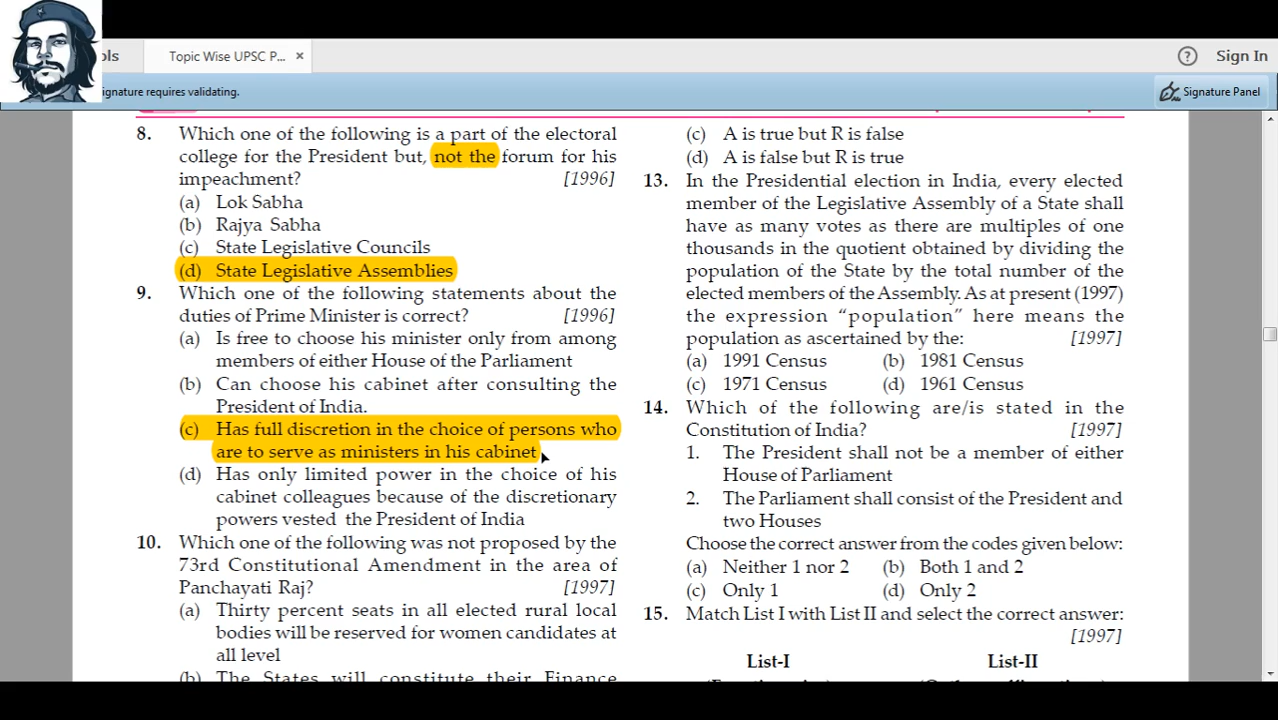 ols
Topic Wise UPSC P... ×
? Sign In
ignature requires validating.
Signature Panel
8. Which one of the following is a part of the electoral
college for the President but, not the forum for his
impeachment? [1996]
(a) Lok Sabha
(b) Rajya Sabha
(c) State Legislative Councils
(d) State Legislative Assemblies
9. Which one of the following statements about the
duties of Prime Minister is correct? [1996]
(a) Is free to choose his minister only from among
members of either House of the Parliament
(b) Can choose his cabinet after consulting the
President of India.
(c) Has full discretion in the choice of persons who
are to serve as ministers in his cabinet
(d) Has only limited power in the choice of his
cabinet colleagues because of the discretionary
powers vested the President of India
10. Which one of the following was not proposed by the
73rd Constitutional Amendment in the area of
Panchayati Raj? [1997]
(a) Thirty percent seats in all elected rural local
bodies will be reserved for women candidates at
all level
(b) The States will constitute their Finance
(c) A is true but R is false
(d) A is false but R is true
13. In the Presidential election in India, every elected
member of the Legislative Assembly of a State shall
have as many votes as there are multiples of one
thousands in the quotient obtained by dividing the
population of the State by the total number of the
elected members of the Assembly. As at present (1997)
the expression “population” here means the
population as ascertained by the: [1997]
(a) 1991 Census (b) 1981 Census
(c) 1971 Census (d) 1961 Census
14. Which of the following are/is stated in the
Constitution of India? [1997]
1. The President shall not be a member of either
House of Parliament
2. The Parliament shall consist of the President and
two Houses
Choose the correct answer from the codes given below:
(a) Neither 1 nor 2 (b) Both 1 and 2
(c) Only 1 (d) Only 2
15. Match List I with List II and select the correct answer:
[1997]
List-I List-II